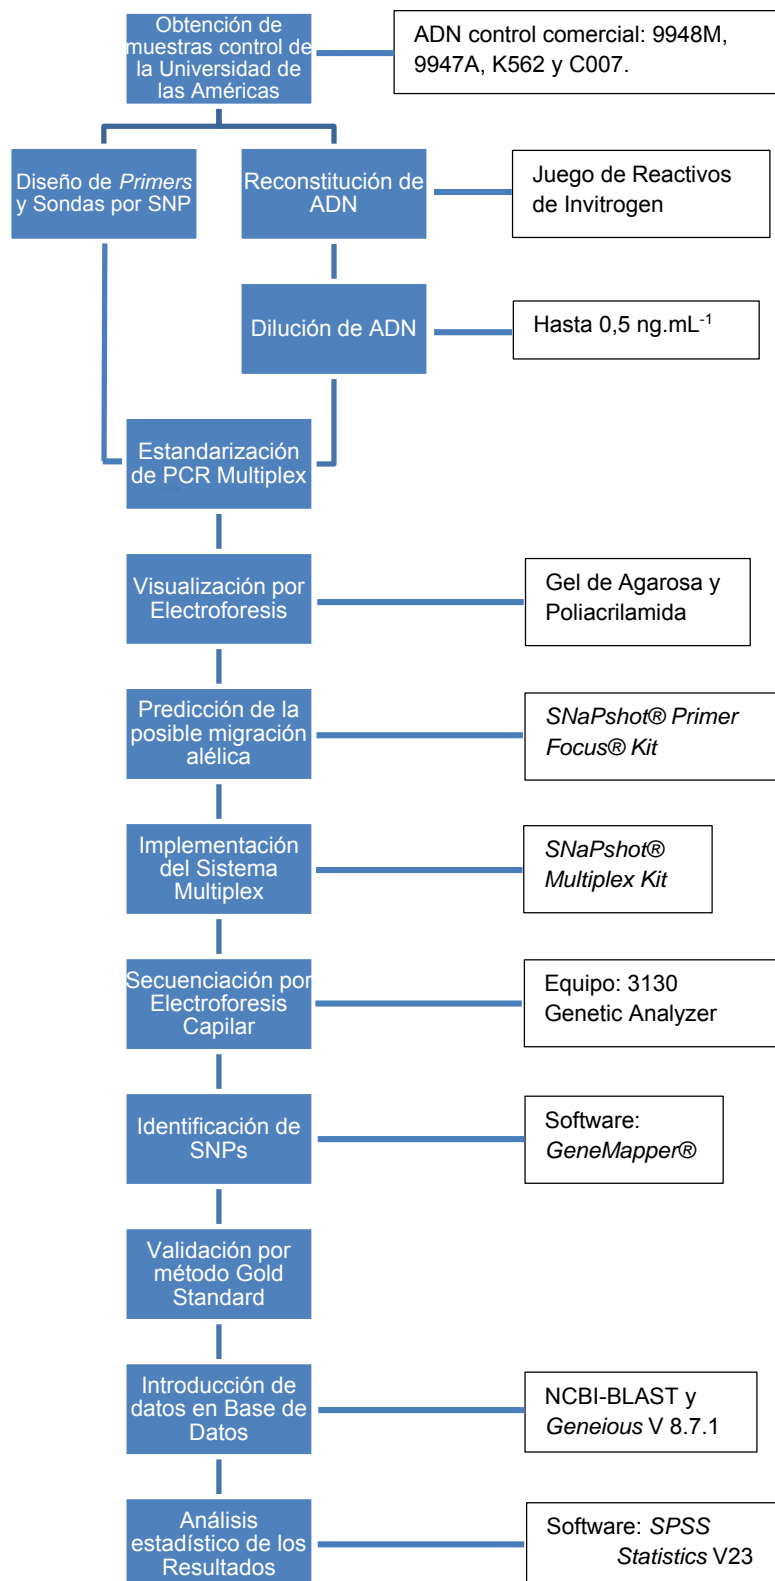 Obtención de
muestras control de
la Universidad de
las Américas
ADN control comercial: 9948M,
9947A, K562 y C007.
Diseño de Primers
y Sondas por SNP
Reconstitución de
ADN
Juego de Reactivos
de Invitrogen
Dilución de ADN
Hasta 0,5 ng.mL⁻¹
Estandarización
de PCR Multiplex
Visualización por
Electroforesis
Gel de Agarosa y
Poliacrilamida
Predicción de la
posible migración
alélica
SNaPshot® Primer
Focus® Kit
Implementación
del Sistema
Multiplex
SNaPshot®
Multiplex Kit
Secuenciación por
Electroforesis
Capilar
Equipo: 3130
Genetic Analyzer
Identificación de
SNPs
Software:
GeneMapper®
Validación por
método Gold
Standard
Introducción de
datos en Base de
Datos
NCBI-BLAST y
Geneious V 8.7.1
Análisis
estadístico de los
Resultados
Software: SPSS
Statistics V23